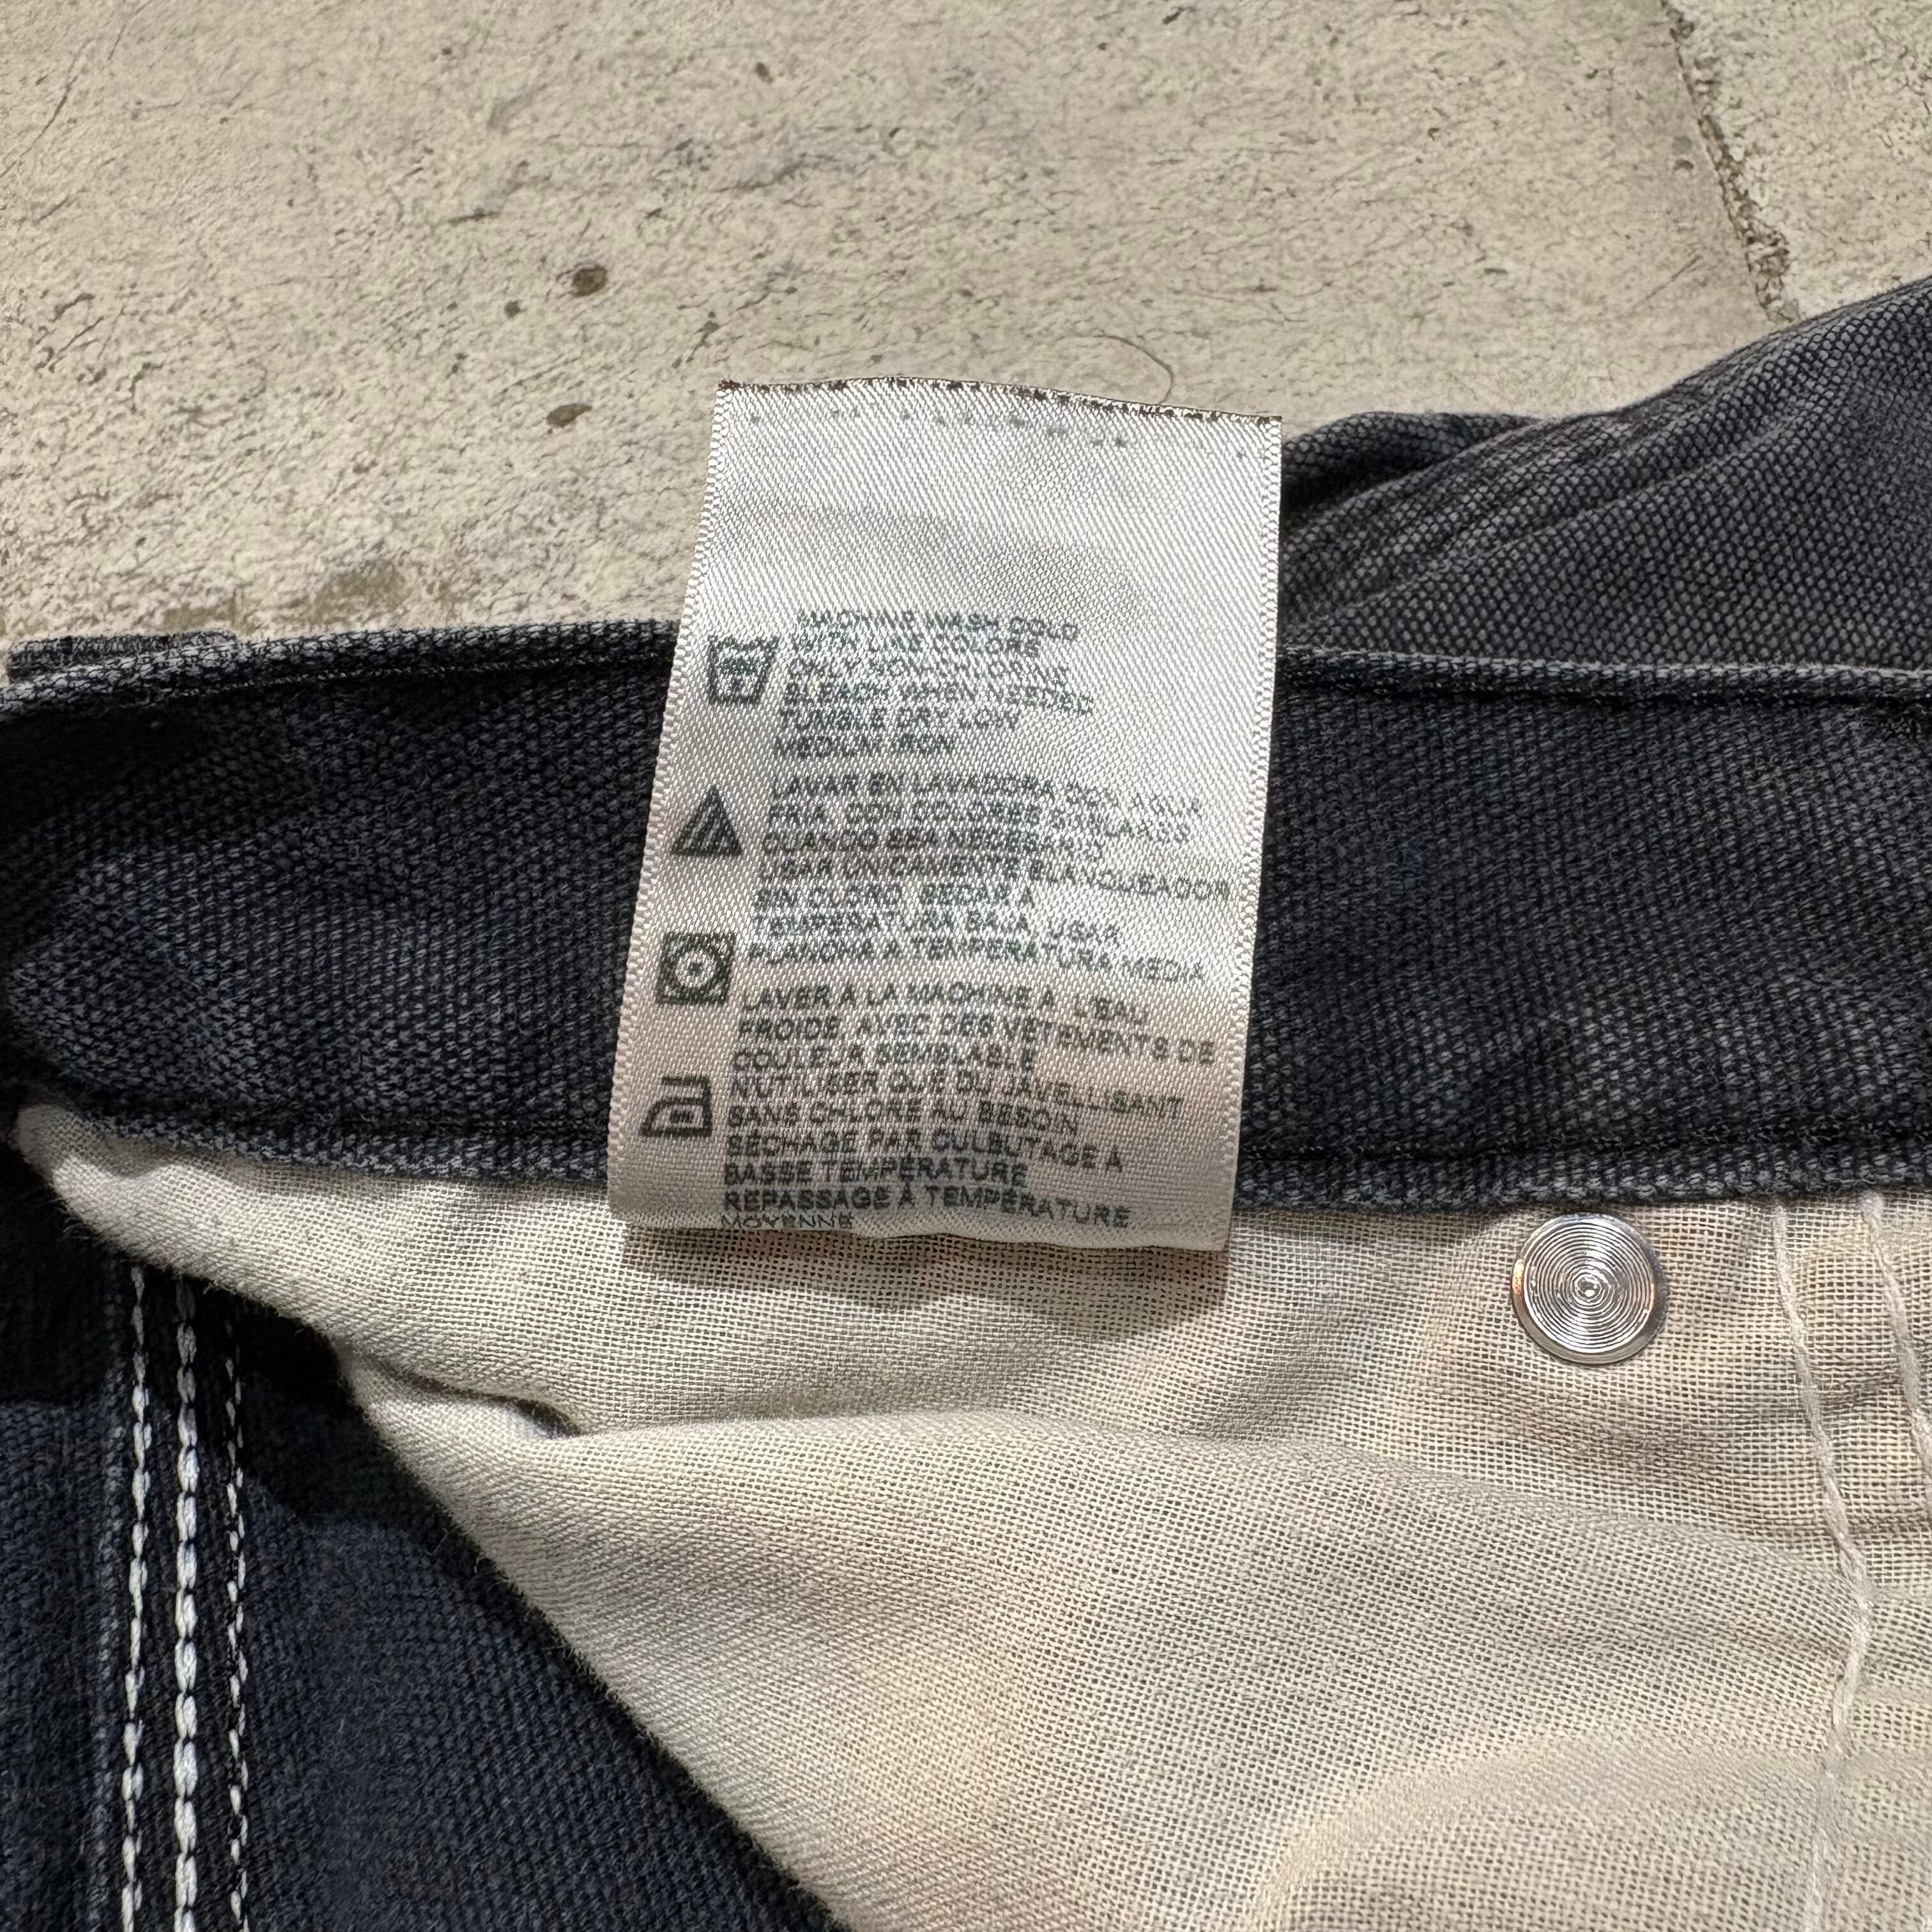 MACHINE WASH COLD
WITH LIKE COLORS
ONLY NON-CHLORINE
BLEACH WHEN NEEDED
TUMBLE DRY LOW
MEDIUM IRON
LAVAR EN LAVADORA CON AGUA
FRIA, CON COLORES SIMILARES
CUANDO SEA NECESARIO
USAR UNICAMENTE BLANQUEADOR
SIN CLORO SECAR A
TEMPERATURA BAJA USAR
PLANCHA A TEMPERATURA MEDIA
LAVER À LA MACHINE À L'EAU
FROIDE, AVEC DES VÊTEMENTS DE
COULEUR SEMBLABLE
N'UTILISER QUE DU JAVELLISANT
SANS CHLORE AU BESOIN
SÉCHAGE PAR CULBUTAGE À
BASSE TEMPÉRATURE
REPASSAGE À TEMPÉRATURE
MOYENNE